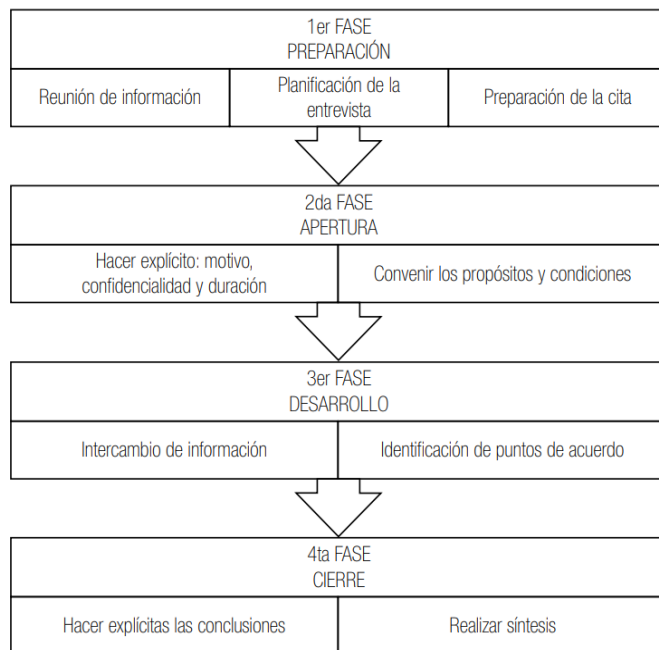 1er FASE
PREPARACIÓN
Reunión de información
Planificación de la
entrevista
Preparación de la cita
2da FASE
APERTURA
Hacer explícito: motivo,
confidencialidad y duración
Convenir los propósitos y condiciones
3er FASE
DESARROLLO
Intercambio de información
Identificación de puntos de acuerdo
4ta FASE
CIERRE
Hacer explícitas las conclusiones
Realizar síntesis